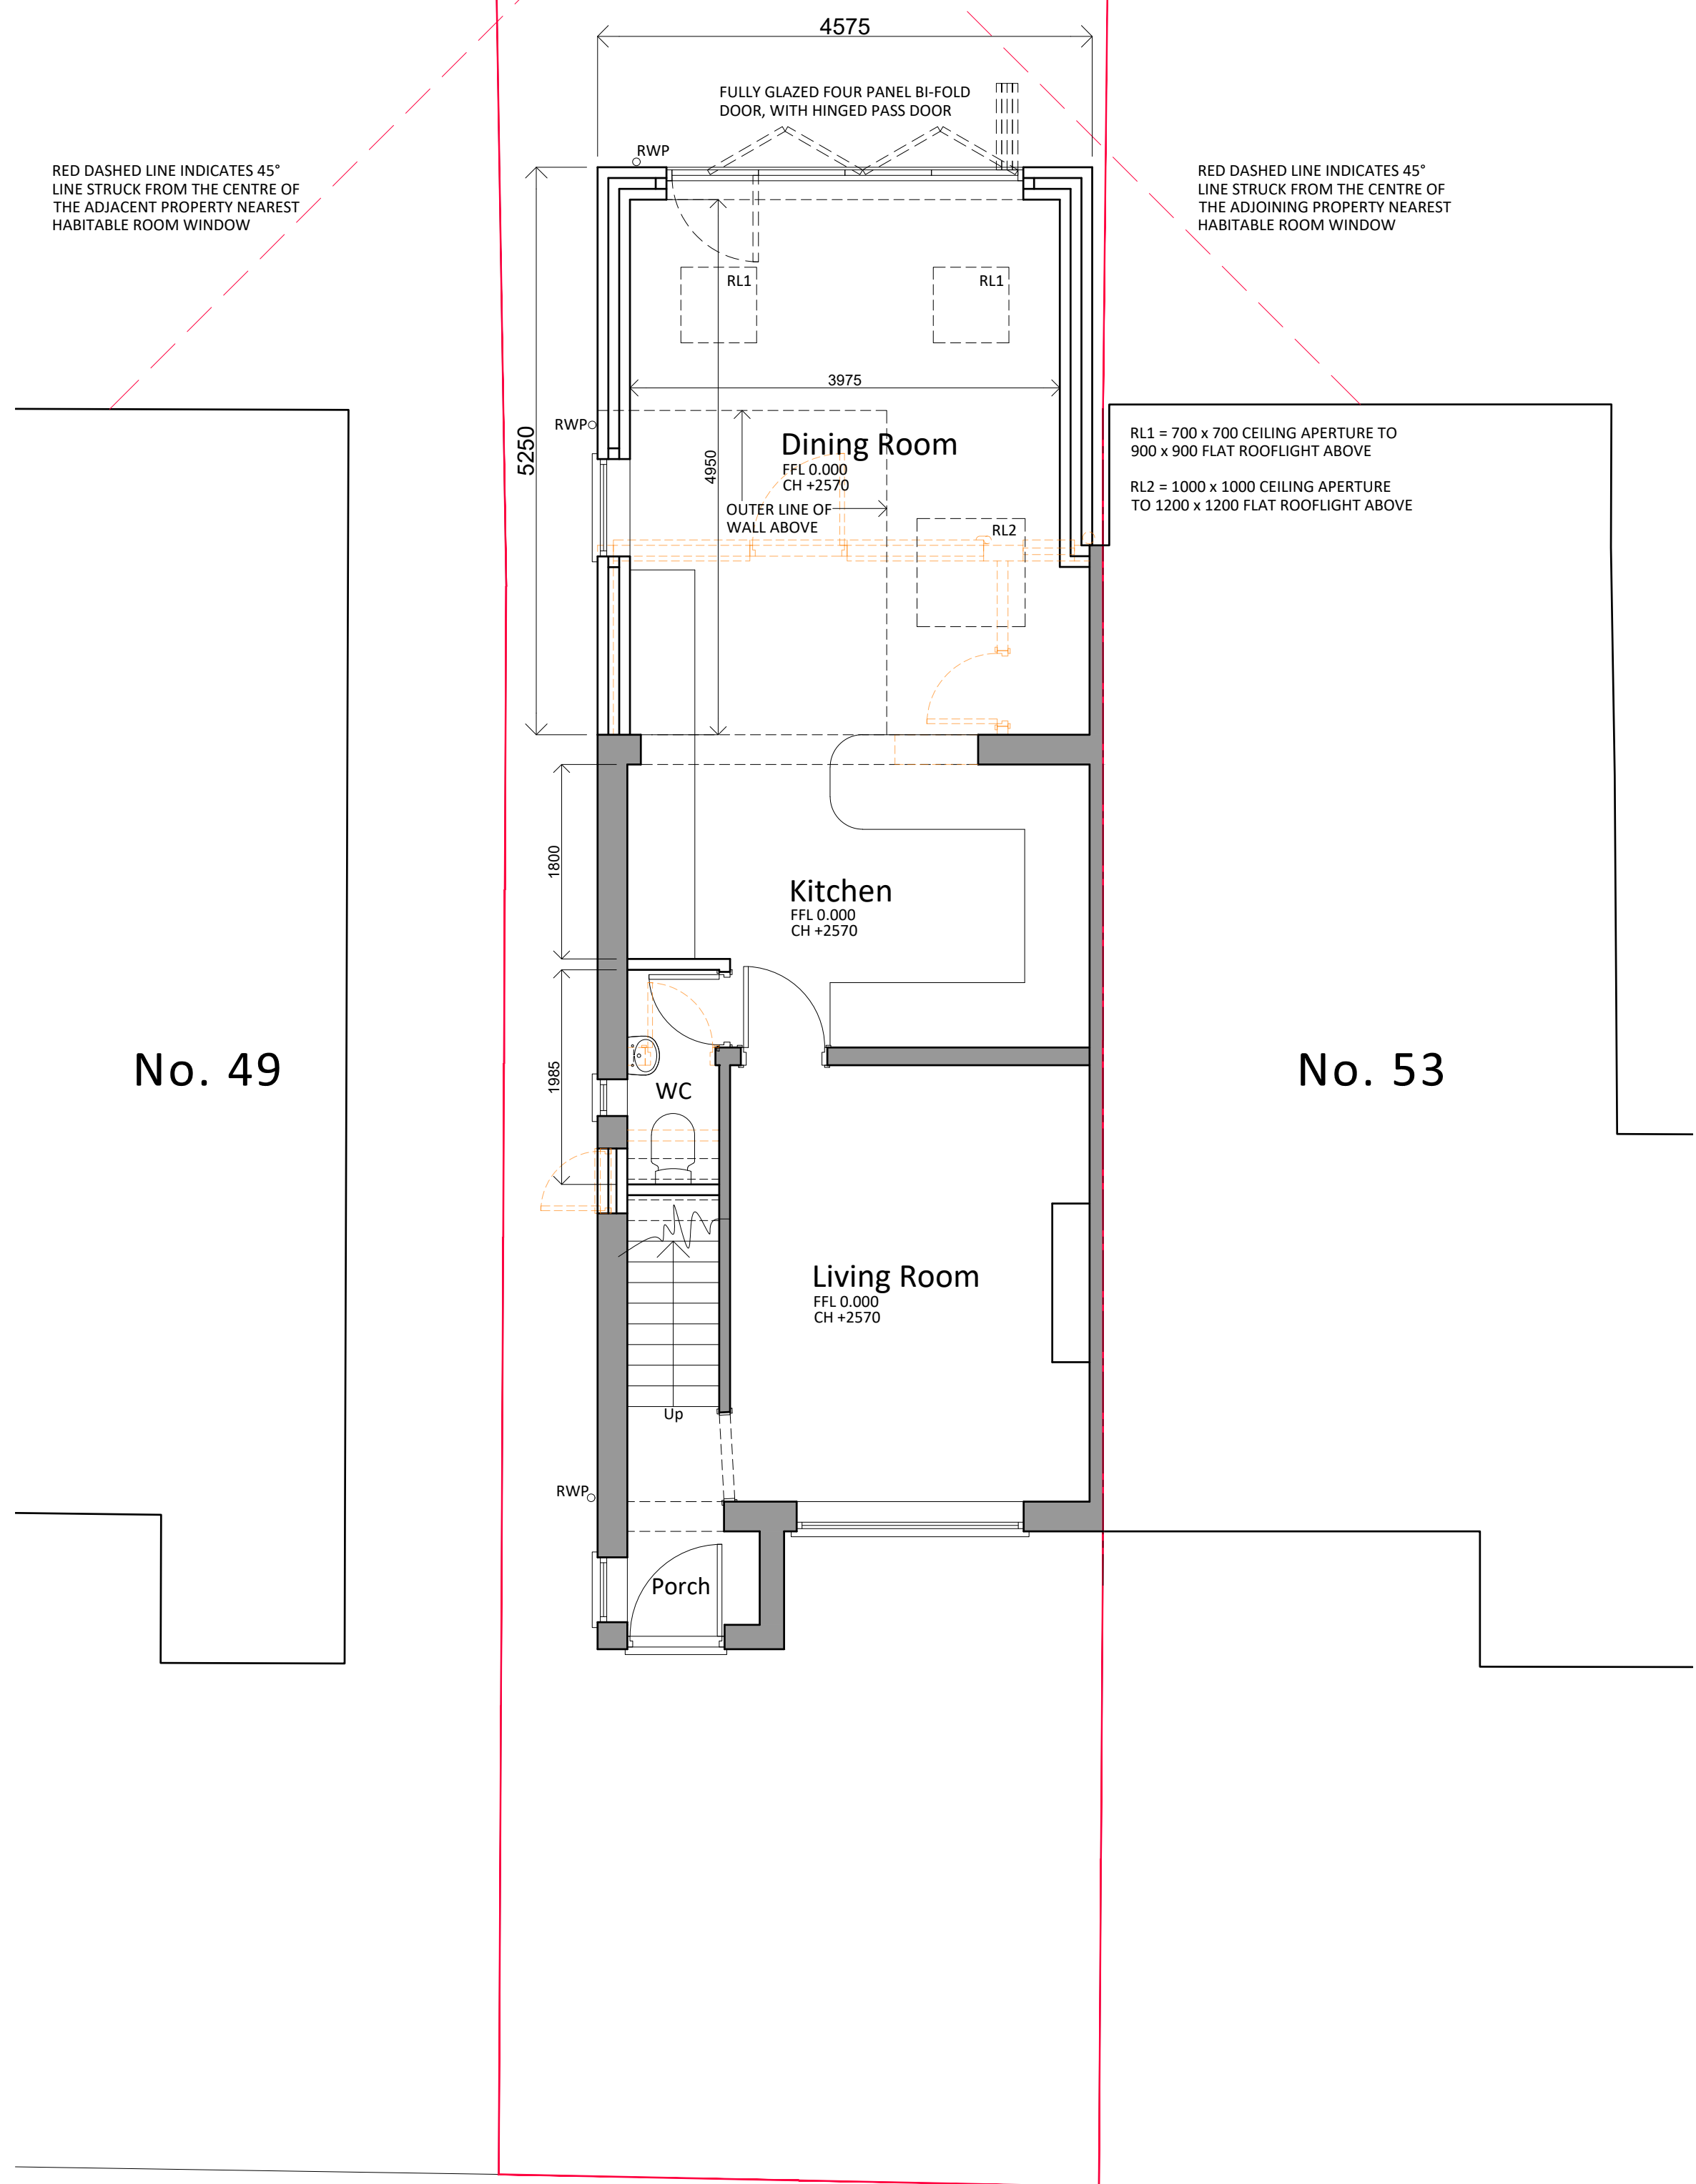 4575
FULLY GLAZED FOUR PANEL BI-FOLD
DOOR, WITH HINGED PASS DOOR
RWP
RED DASHED LINE INDICATES 45°
LINE STRUCK FROM THE CENTRE OF
THE ADJACENT PROPERTY NEAREST
HABITABLE ROOM WINDOW
RED DASHED LINE INDICATES 45°
LINE STRUCK FROM THE CENTRE OF
THE ADJOINING PROPERTY NEAREST
HABITABLE ROOM WINDOW
RL1
RL1
3975
RWP
5250
4950
Dining Room
FFL 0.000
CH +2570
OUTER LINE OF
WALL ABOVE
RL2
RL1 = 700 x 700 CEILING APERTURE TO
900 x 900 FLAT ROOFLIGHT ABOVE
RL2 = 1000 x 1000 CEILING APERTURE
TO 1200 x 1200 FLAT ROOFLIGHT ABOVE
1800
Kitchen
FFL 0.000
CH +2570
No. 49
1985
WC
No. 53
Living Room
FFL 0.000
CH +2570
Up
RWP
Porch